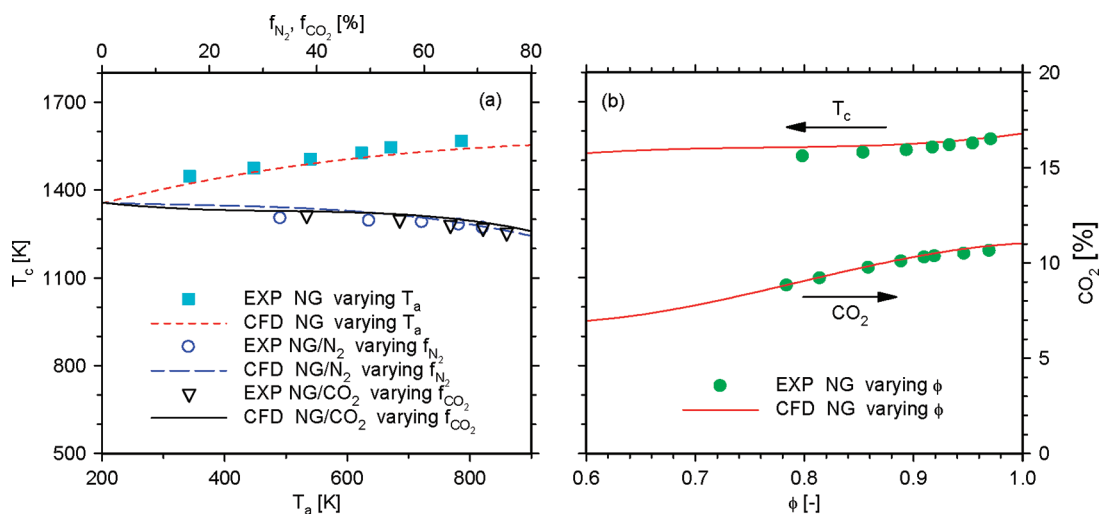 f_N₂, f_CO₂ [%]
0 20 40 60 80
(a)
T_c [K]
1700
1400
1100
800
500
EXP NG varying T_a
CFD NG varying T_a
EXP NG/N₂ varying f_N₂
CFD NG/N₂ varying f_N₂
EXP NG/CO₂ varying f_CO₂
CFD NG/CO₂ varying f_CO₂
200 400 600 800
T_a [K]
(b)
T_c
CO₂
EXP NG varying ϕ
CFD NG varying ϕ
20
15
10
5
0
CO₂ [%]
0.6 0.7 0.8 0.9 1.0
ϕ [-]